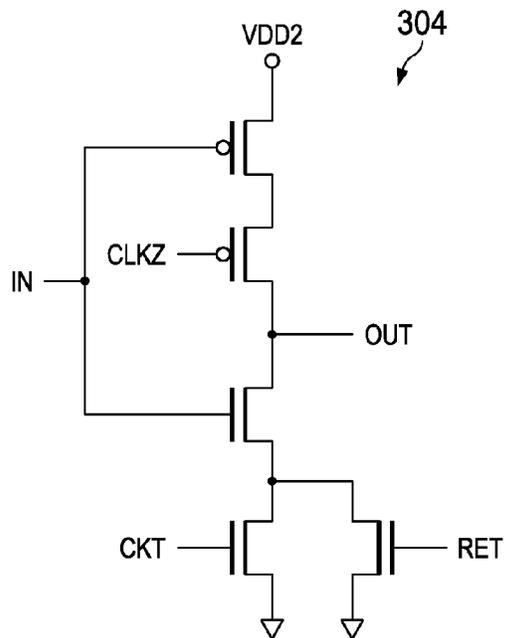 304
VDD2
CLKZ
IN
OUT
CKT
RET